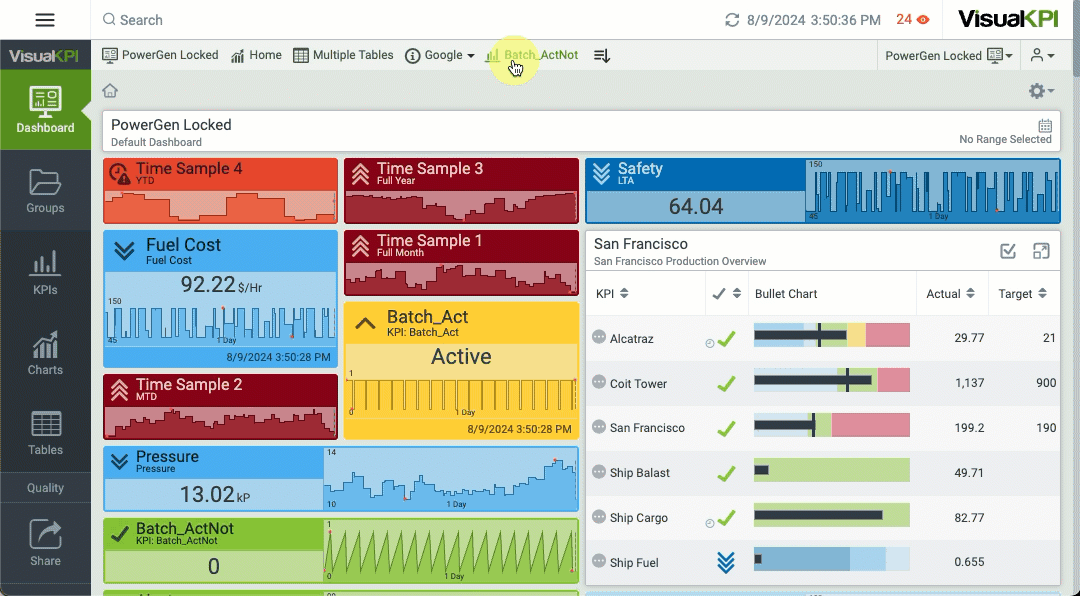 Search
8/9/2024 3:50:36 PM
24
VisualKPI
VisualKPI
PowerGen Locked
Home
Multiple Tables
Google
Batch_ActNot
PowerGen Locked
Dashboard
Groups
KPIs
Charts
Tables
Quality
Share
PowerGen Locked
Default Dashboard
No Range Selected
Time Sample 4
YTD
Time Sample 3
Full Year
Safety
LTA
64.04
150
45
1 Day
Fuel Cost
Fuel Cost
92.22 $/Hr
150
45
1 Day
8/9/2024 3:50:28 PM
Time Sample 1
Full Month
Batch_Act
KPI: Batch_Act
Active
1
0
1 Day
8/9/2024 3:50:28 PM
Time Sample 2
MTD
Pressure
Pressure
13.02 kP
14
10
1 Day
Batch_ActNot
KPI: Batch_ActNot
0
1
0
1 Day
San Francisco
San Francisco Production Overview
KPI Bullet Chart Actual Target
Alcatraz 29.77 21
Coit Tower 1,137 900
San Francisco 199.2 190
Ship Balast 49.71
Ship Cargo 82.77
Ship Fuel 0.655